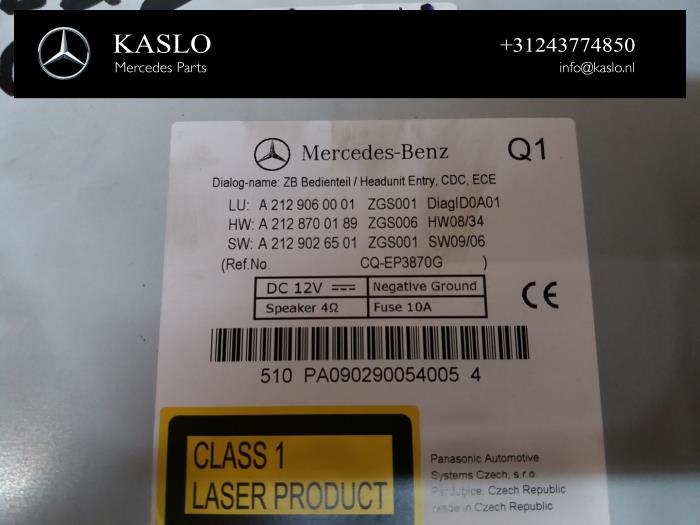 KASLO
Mercedes Parts
+31243774850
info@kaslo.nl
Mercedes-Benz Q1
Dialog-name: ZB Bedienteil / Headunit Entry, CDC, ECE
LU: A 212 906 00 01 ZGS001 DiagID0A01
HW: A 212 870 01 89 ZGS006 HW08/34
SW: A 212 902 65 01 ZGS001 SW09/06
(Ref.No. CQ-EP3870G )
DC 12V Negative Ground
Speaker 4Ω Fuse 10A
CE
510 PA090290054005 4
CLASS 1
LASER PRODUCT
Panasonic Automotive
Systems Czech, s.r.o
Pardubice, Czech Republic
made in Czech Republic